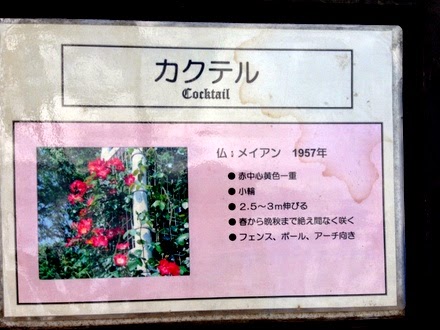 カクテル
Cocktail
仏；メイアン　1957年
●赤中心黄色一重
●小輪
●2.5～3m伸びる
●春から晩秋まで絶え間なく咲く
●フェンス、ポール、アーチ向き